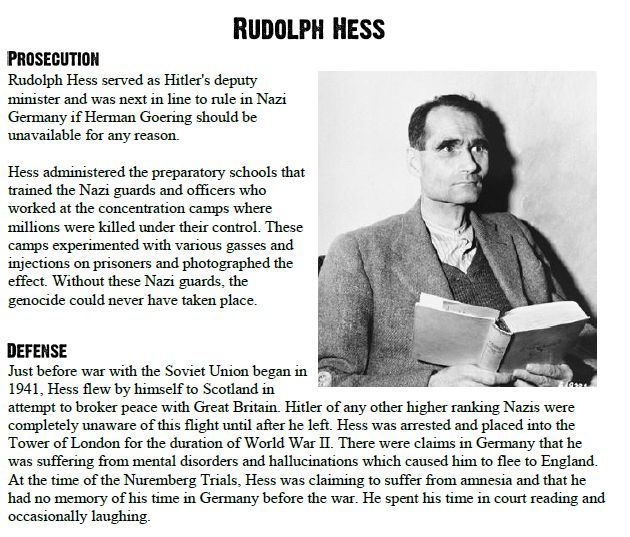 RUDOLPH HESS
PROSECUTION
Rudolph Hess served as Hitler's deputy
minister and was next in line to rule in Nazi
Germany if Herman Goering should be
unavailable for any reason.
Hess administered the preparatory schools that
trained the Nazi guards and officers who
worked at the concentration camps where
millions were killed under their control. These
camps experimented with various gasses and
injections on prisoners and photographed the
effect. Without these Nazi guards, the
genocide could never have taken place.
DEFENSE
Just before war with the Soviet Union began in
1941, Hess flew by himself to Scotland in
attempt to broker peace with Great Britain. Hitler of any other higher ranking Nazis were
completely unaware of this flight until after he left. Hess was arrested and placed into the
Tower of London for the duration of World War II. There were claims in Germany that he
was suffering from mental disorders and hallucinations which caused him to flee to England.
At the time of the Nuremberg Trials, Hess was claiming to suffer from amnesia and that he
had no memory of his time in Germany before the war. He spent his time in court reading and
occasionally laughing.